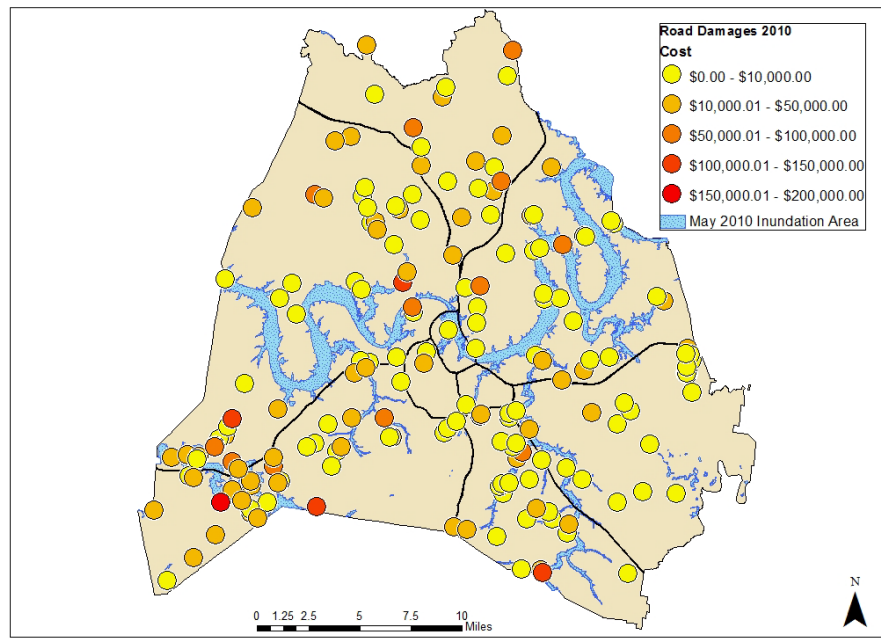 Road Damages 2010
Cost
$0.00 - $10,000.00
$10,000.01 - $50,000.00
$50,000.01 - $100,000.00
$100,000.01 - $150,000.00
$150,000.01 - $200,000.00
May 2010 Inundation Area
N
0 1.25 2.5 5 7.5 10
Miles